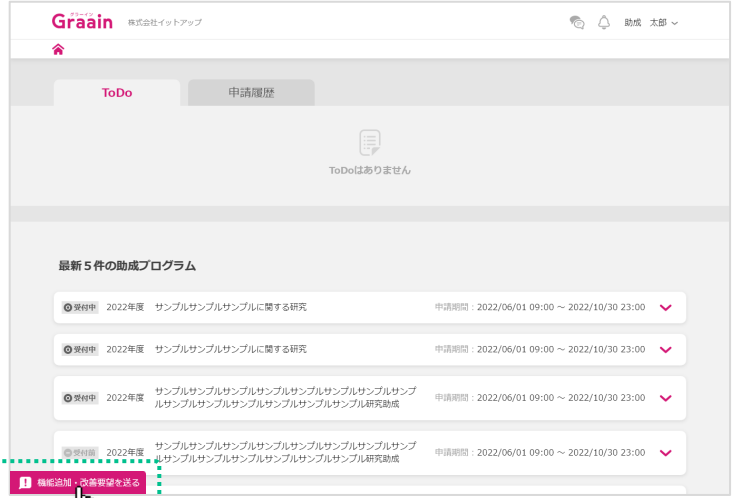 グラーイン
Graain 株式会社イットアップ 助成 太郎
ToDo 申請履歴
ToDoはありません
最新5件の助成プログラム
受付中 2022年度 サンプルサンプルサンプルに関する研究 申請期間:2022/06/01 09:00 ～ 2022/10/30 23:00
受付中 2022年度 サンプルサンプルサンプルに関する研究 申請期間:2022/06/01 09:00 ～ 2022/10/30 23:00
受付中 2022年度 サンプルサンプルサンプルサンプルサンプルサンプルサンプルサンプ
ルサンプルサンプルサンプルサンプルサンプルサンプル研究助成 申請期間:2022/06/01 09:00 ～ 2022/10/30 23:00
受付前 2022年度 サンプルサンプルサンプルサンプルサンプルサンプルサンプルサンプ
ルサンプルサンプルサンプルサンプルサンプルサンプル研究助成 申請期間:2022/06/01 09:00 ～ 2022/10/30 23:00
機能追加・改善要望を送る